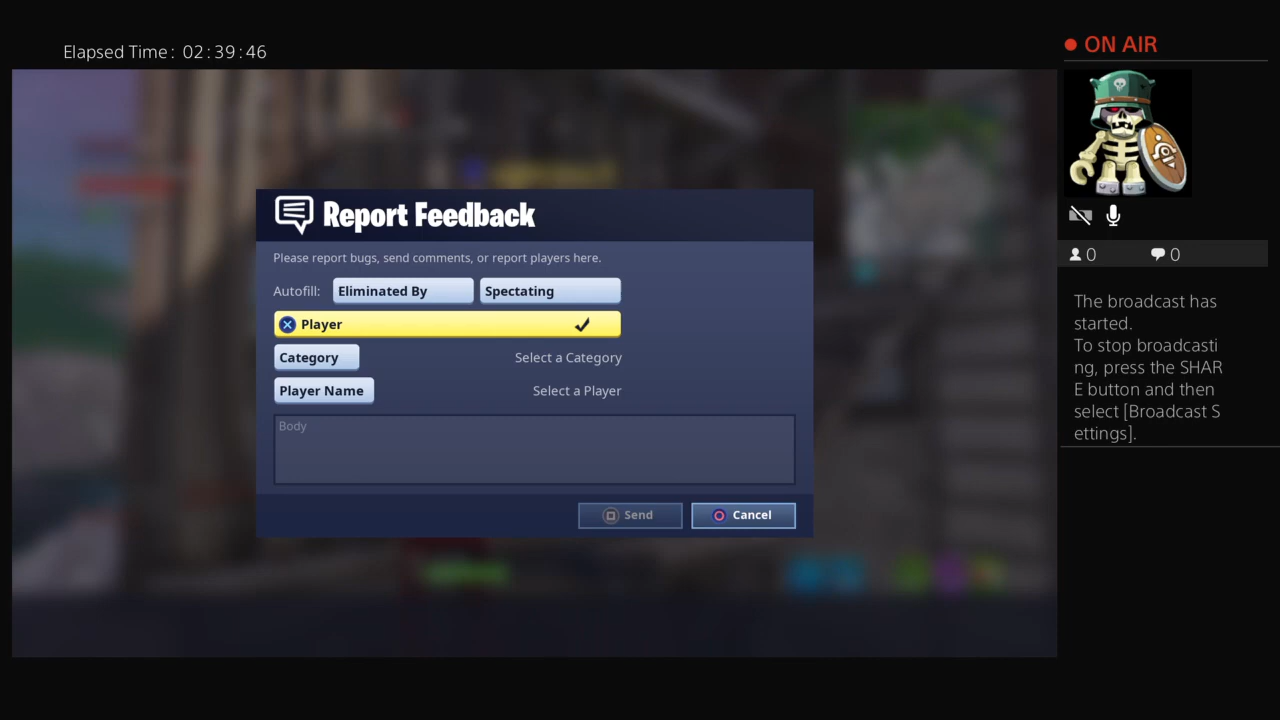 Elapsed Time: 02:39:46
ON AIR
Report Feedback
Please report bugs, send comments, or report players here.
Autofill: Eliminated By Spectating
Player
Category Select a Category
Player Name Select a Player
Body
Send Cancel
0 0
The broadcast has
started.
To stop broadcasti
ng, press the SHAR
E button and then
select [Broadcast S
ettings].